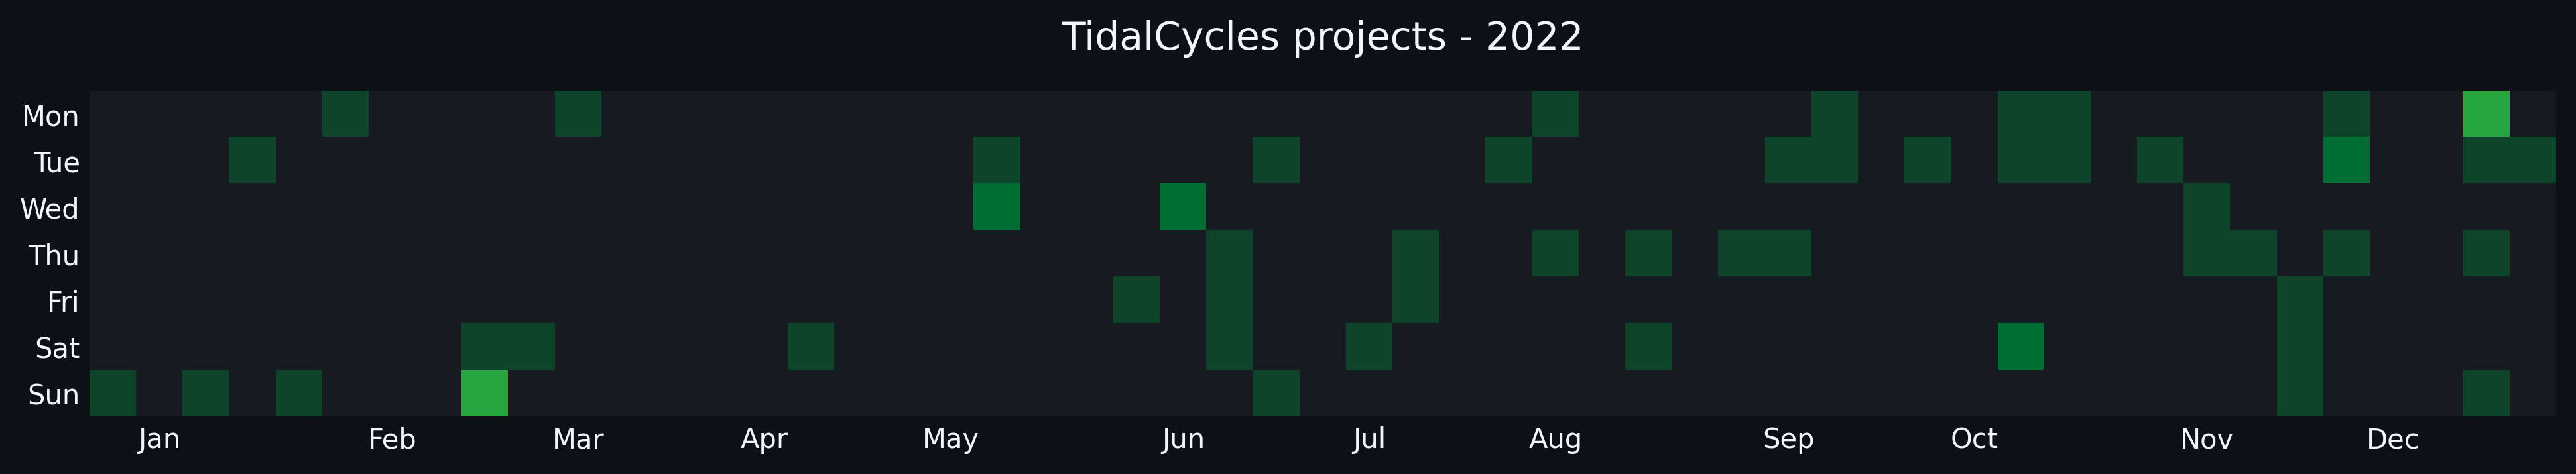 TidalCycles projects - 2022
Mon
Tue
Wed
Thu
Fri
Sat
Sun
Jan Feb Mar Apr May Jun Jul Aug Sep Oct Nov Dec